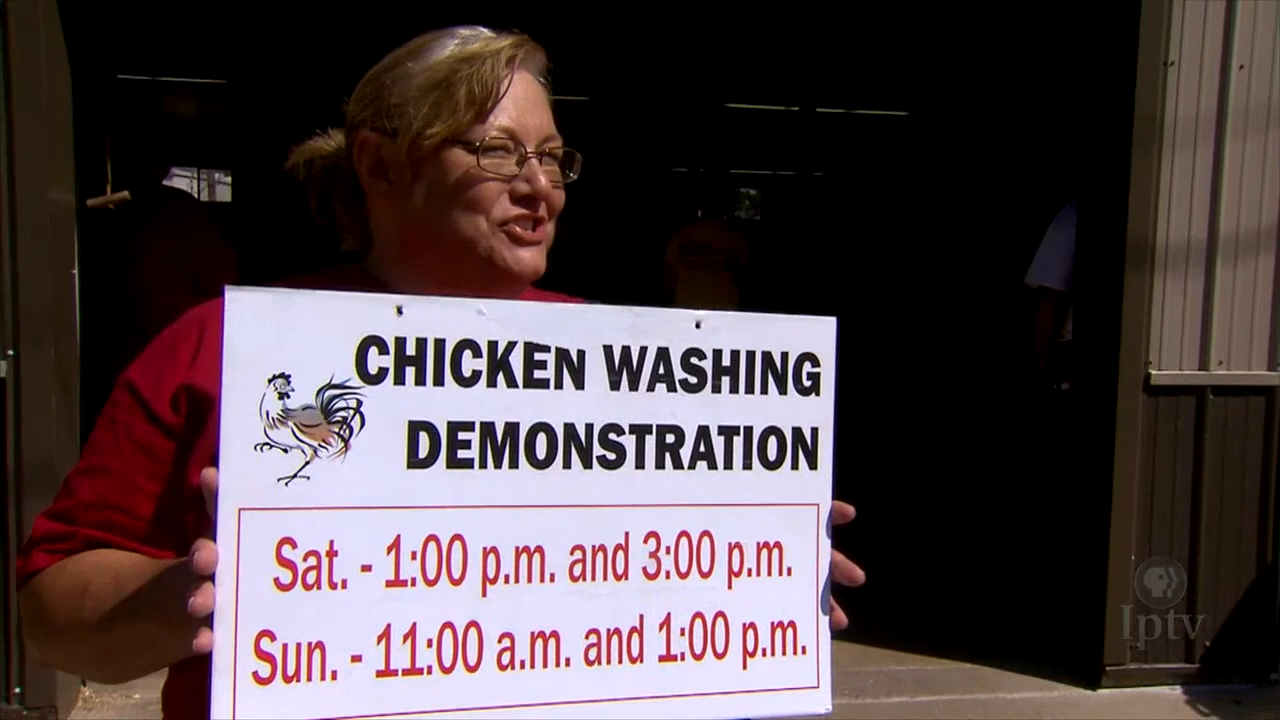 CHICKEN WASHING
DEMONSTRATION
Sat. - 1:00 p.m. and 3:00 p.m.
Sun. - 11:00 a.m. and 1:00 p.m.
Iptv